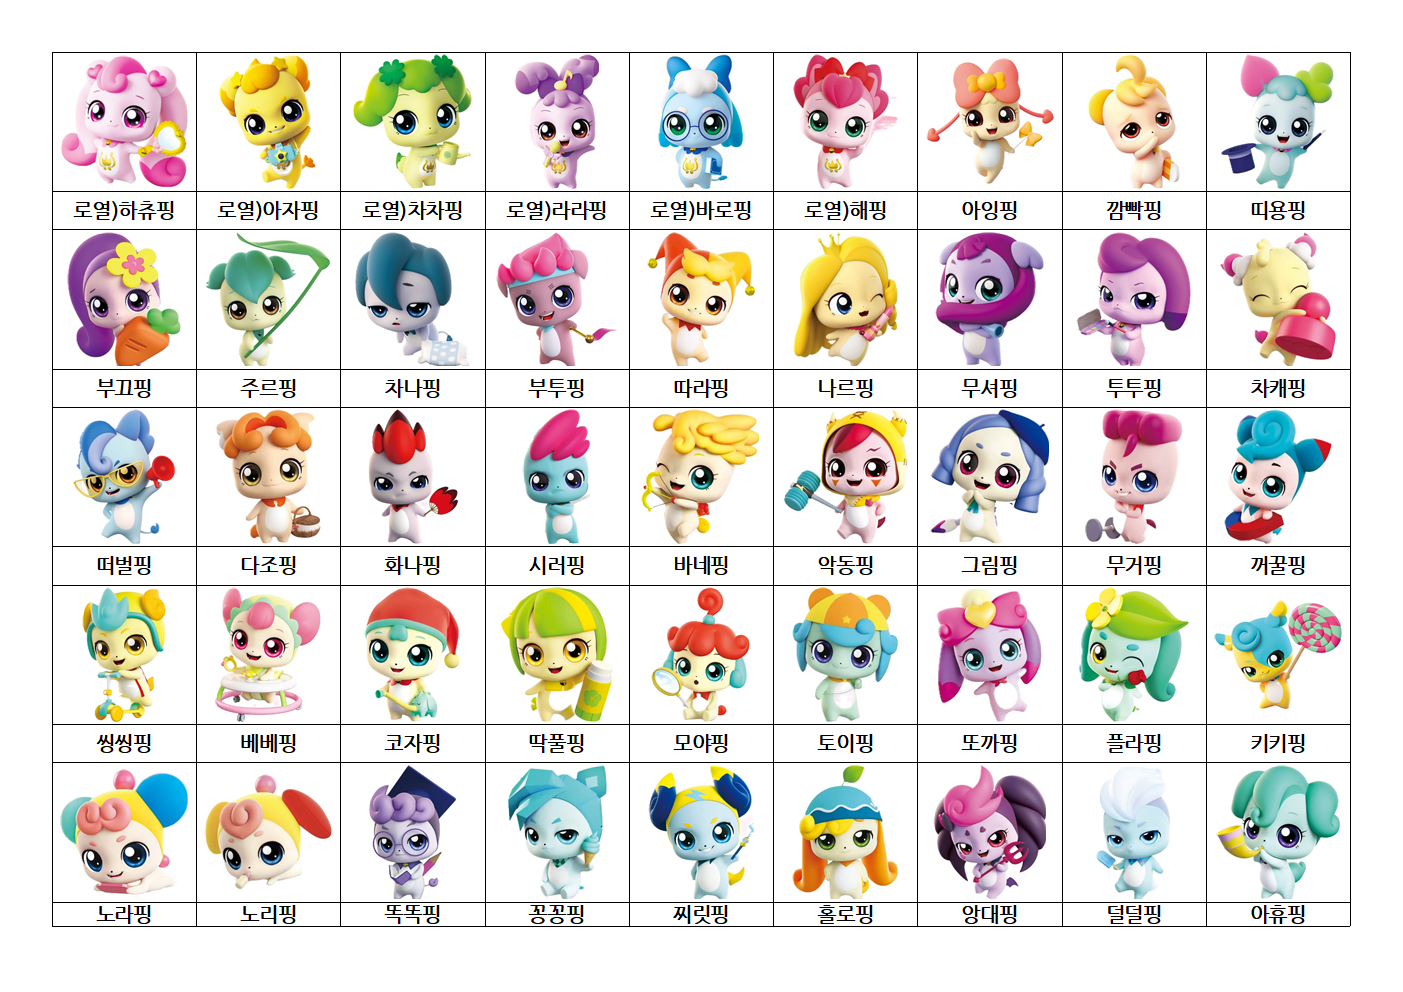 로열)하츄핑 로열)아자핑 로열)차차핑 로열)라라핑 로열)바로핑 로열)해핑 아잉핑 깜빡핑 띠용핑
부끄핑 주르핑 차나핑 부투핑 따라핑 나르핑 무셔핑 투투핑 차캐핑
떠벌핑 다조핑 화나핑 시러핑 바네핑 악동핑 그림핑 무거핑 꺼꿀핑
씽씽핑 베베핑 코자핑 딱풀핑 모야핑 토이핑 또까핑 플라핑 키키핑
노라핑 노리핑 똑똑핑 꽁꽁핑 찌릿핑 홀로핑 앙대핑 덜덜핑 아휴핑